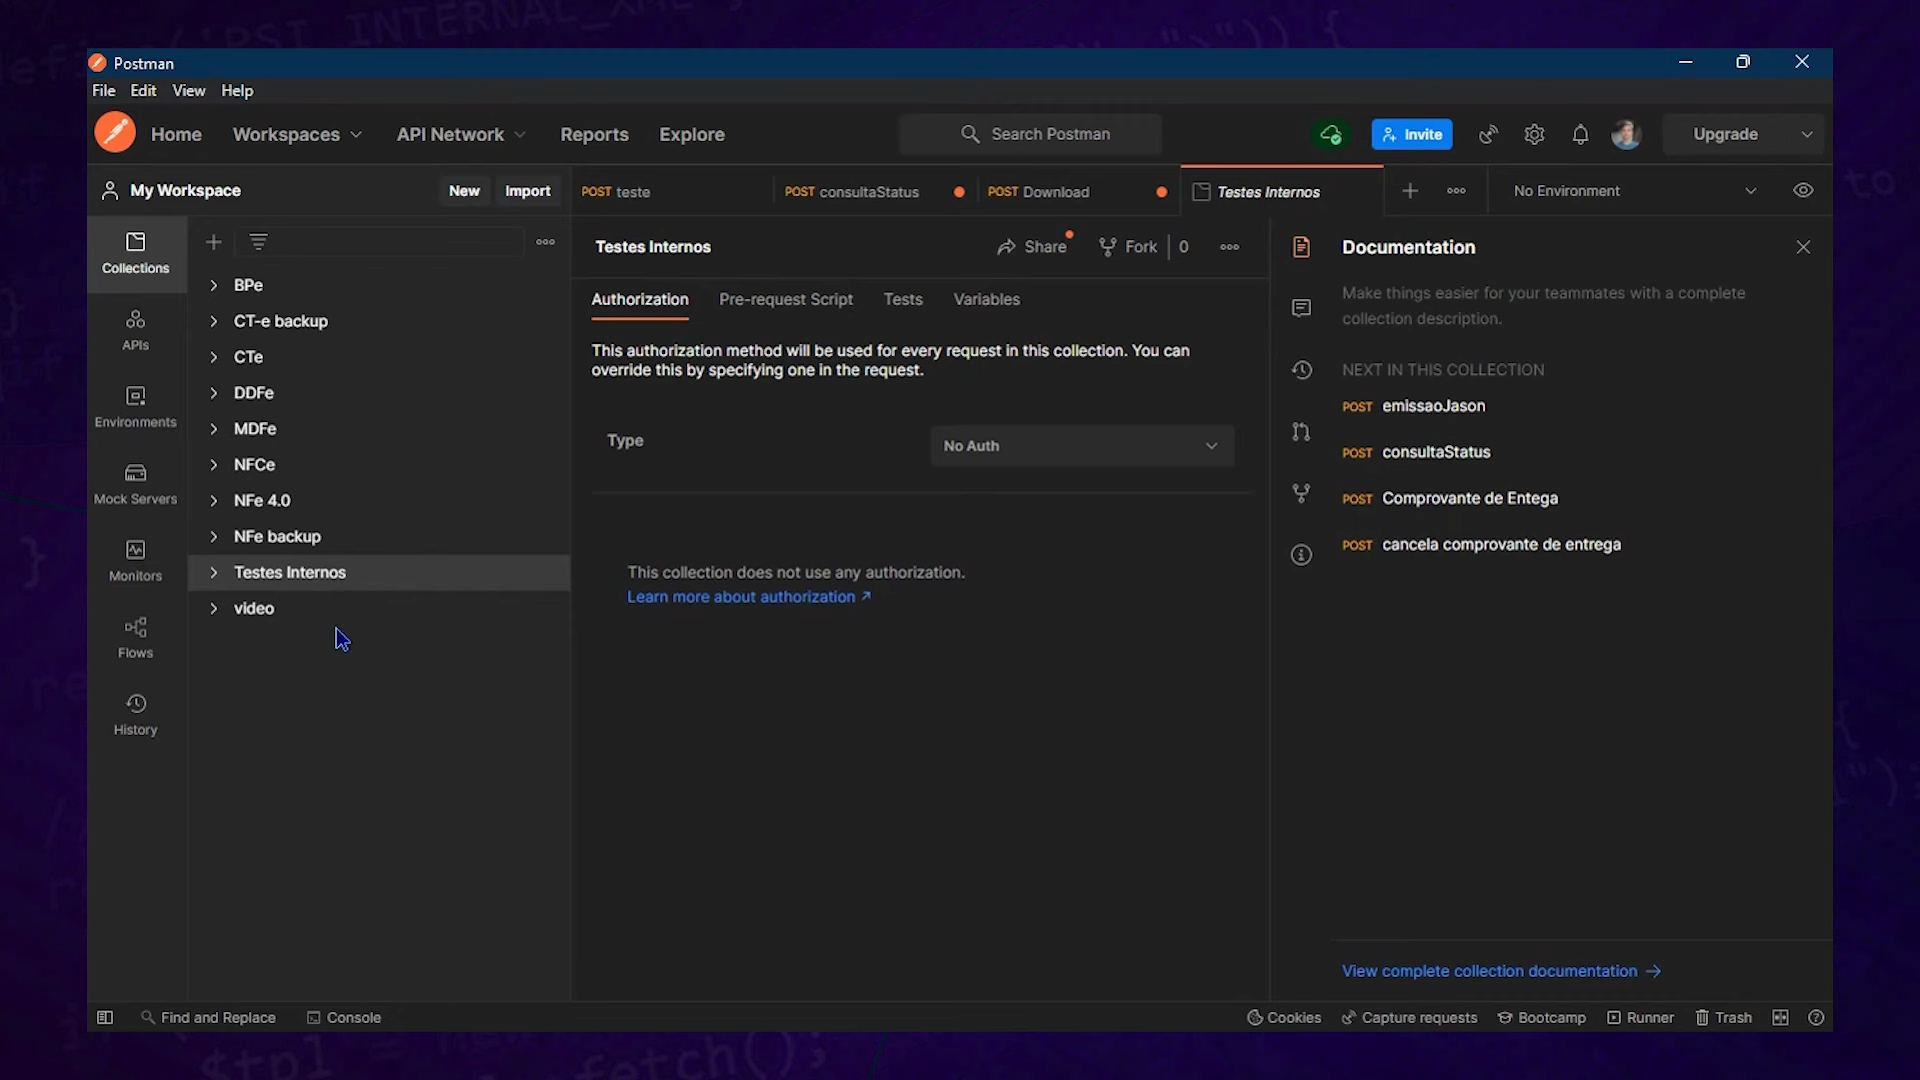 Postman
File Edit View Help
Home Workspaces API Network Reports Explore Search Postman Invite Upgrade
My Workspace New Import POST teste POST consultaStatus POST Download Testes Internos No Environment
Collections
APIs
Environments
Mock Servers
Monitors
Flows
History
BPe
CT-e backup
CTe
DDFe
MDFe
NFCe
NFe 4.0
NFe backup
Testes Internos
video
Testes Internos Share Fork 0
Authorization Pre-request Script Tests Variables
This authorization method will be used for every request in this collection. You can
override this by specifying one in the request.
Type No Auth
This collection does not use any authorization.
Learn more about authorization ↗
Documentation
Make things easier for your teammates with a complete
collection description.
NEXT IN THIS COLLECTION
POST emissaoJason
POST consultaStatus
POST Comprovante de Entega
POST cancela comprovante de entrega
View complete collection documentation →
Find and Replace Console Cookies Capture requests Bootcamp Runner Trash